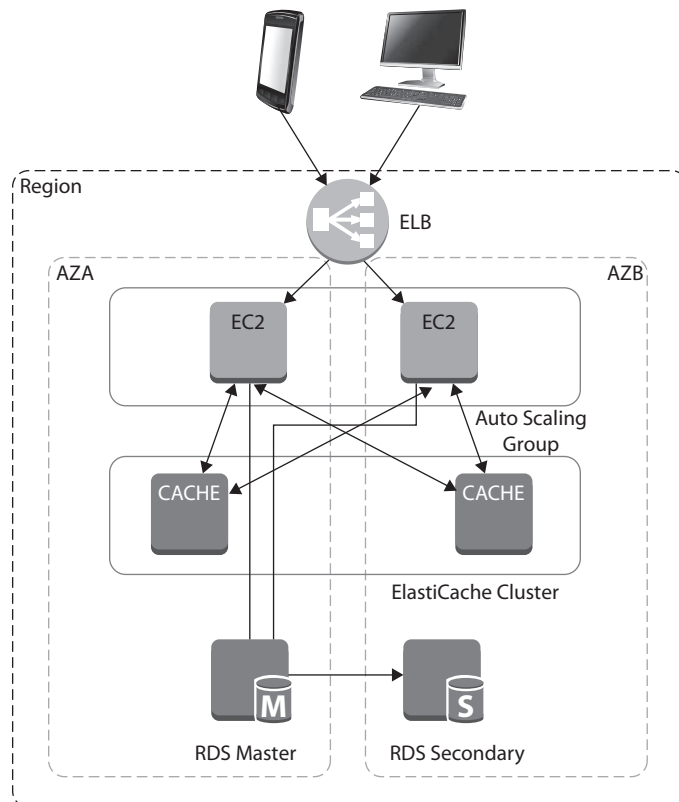 Region
ELB
AZA
AZB
EC2
EC2
Auto Scaling
Group
CACHE
CACHE
ElastiCache Cluster
M
S
RDS Master
RDS Secondary